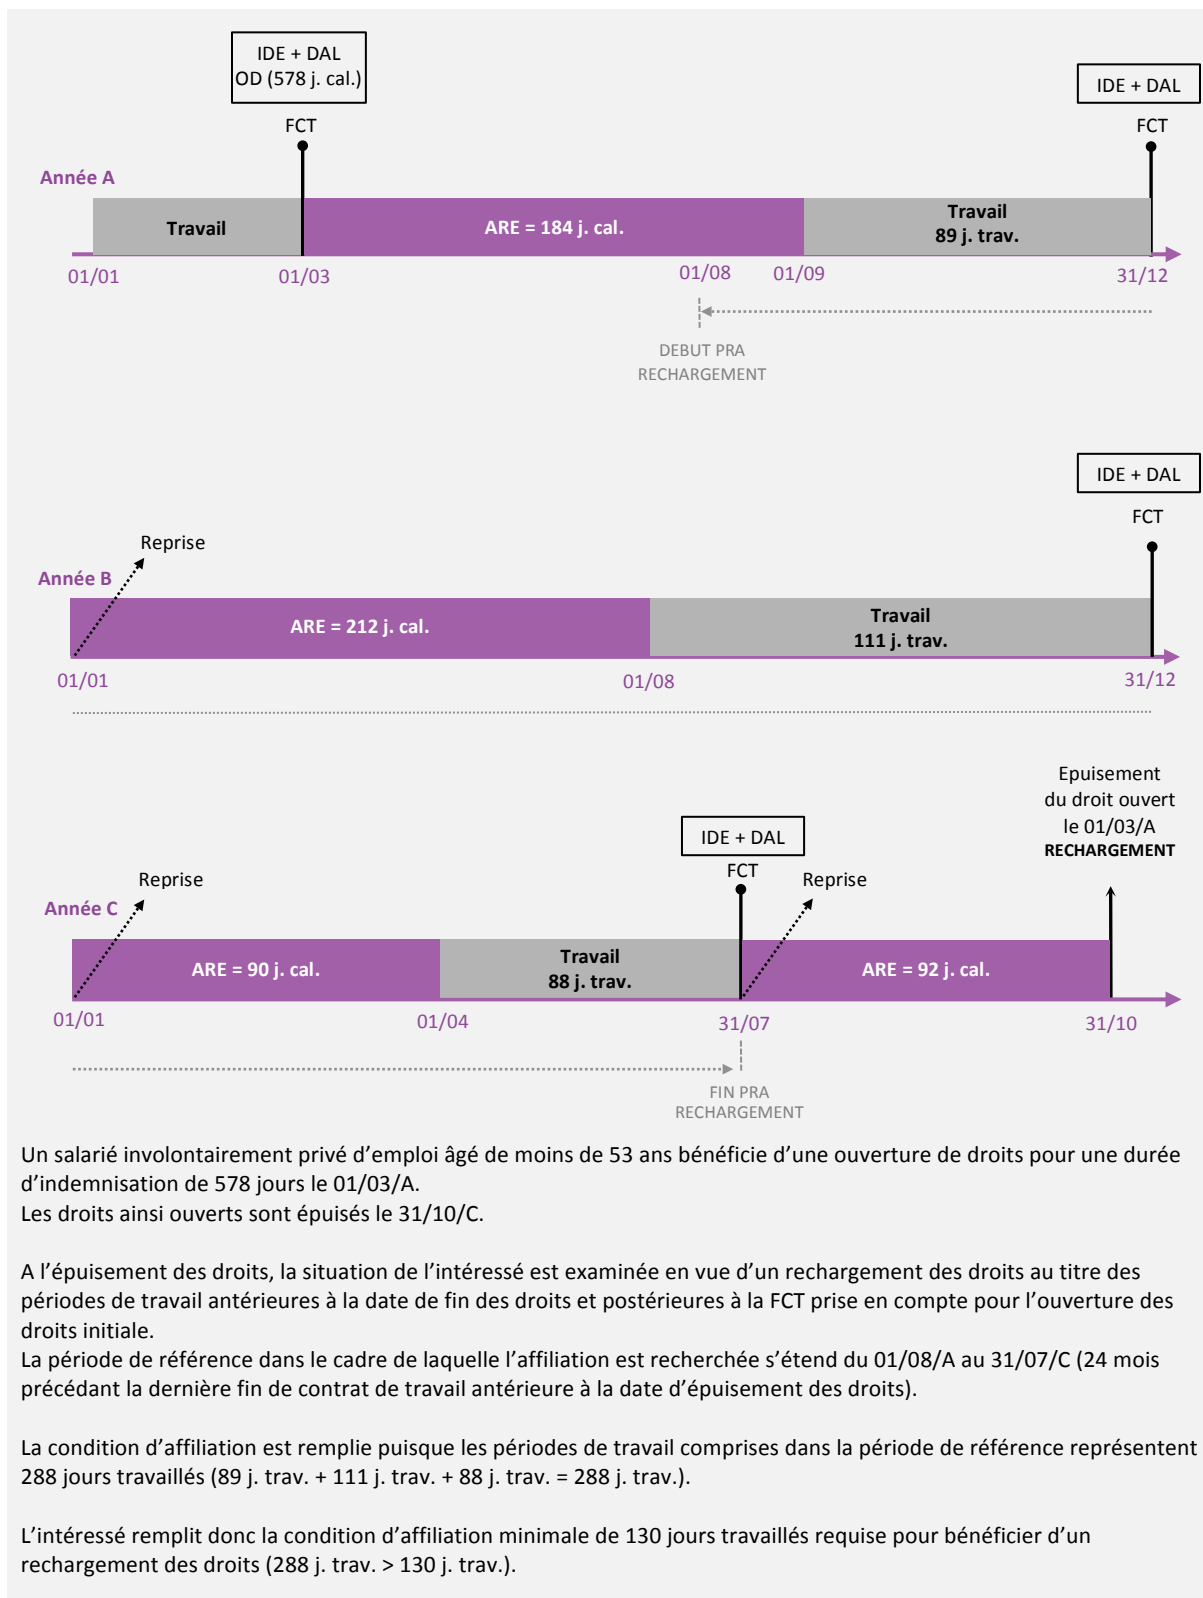 IDE + DAL
OD (578 j. cal.)
IDE + DAL
FCT
FCT
Année A
Travail
ARE = 184 j. cal.
Travail
89 j. trav.
01/01
01/03
01/08
01/09
31/12
DEBUT PRA
RECHARGEMENT
IDE + DAL
FCT
Reprise
Année B
ARE = 212 j. cal.
Travail
111 j. trav.
01/01
01/08
31/12
Epuisement
du droit ouvert
le 01/03/A
RECHARGEMENT
IDE + DAL
FCT
Reprise
Reprise
Année C
ARE = 90 j. cal.
Travail
88 j. trav.
ARE = 92 j. cal.
01/01
01/04
31/07
31/10
FIN PRA
RECHARGEMENT
Un salarié involontairement privé d’emploi âgé de moins de 53 ans bénéficie d’une ouverture de droits pour une durée
d’indemnisation de 578 jours le 01/03/A.
Les droits ainsi ouverts sont épuisés le 31/10/C.
A l’épuisement des droits, la situation de l’intéressé est examinée en vue d’un rechargement des droits au titre des
périodes de travail antérieures à la date de fin des droits et postérieures à la FCT prise en compte pour l’ouverture des
droits initiale.
La période de référence dans le cadre de laquelle l’affiliation est recherchée s’étend du 01/08/A au 31/07/C (24 mois
précédant la dernière fin de contrat de travail antérieure à la date d’épuisement des droits).
La condition d’affiliation est remplie puisque les périodes de travail comprises dans la période de référence représentent
288 jours travaillés (89 j. trav. + 111 j. trav. + 88 j. trav. = 288 j. trav.).
L’intéressé remplit donc la condition d’affiliation minimale de 130 jours travaillés requise pour bénéficier d’un
rechargement des droits (288 j. trav. > 130 j. trav.).